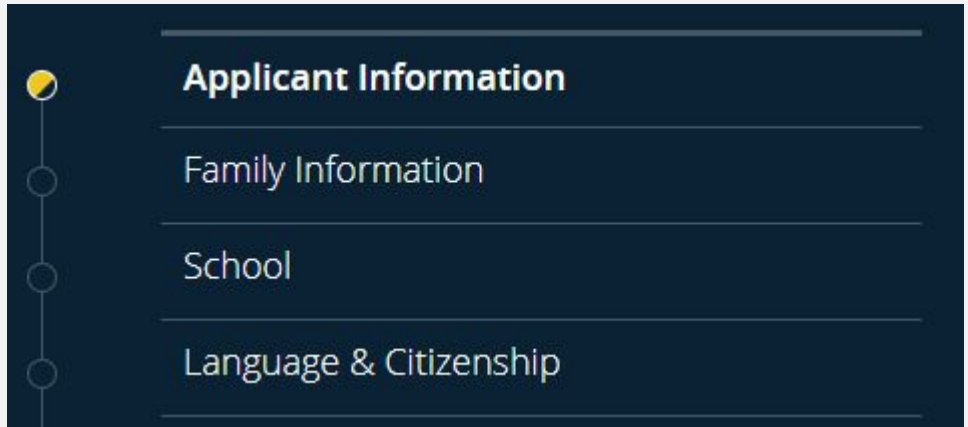 Applicant Information
Family Information
School
Language & Citizenship